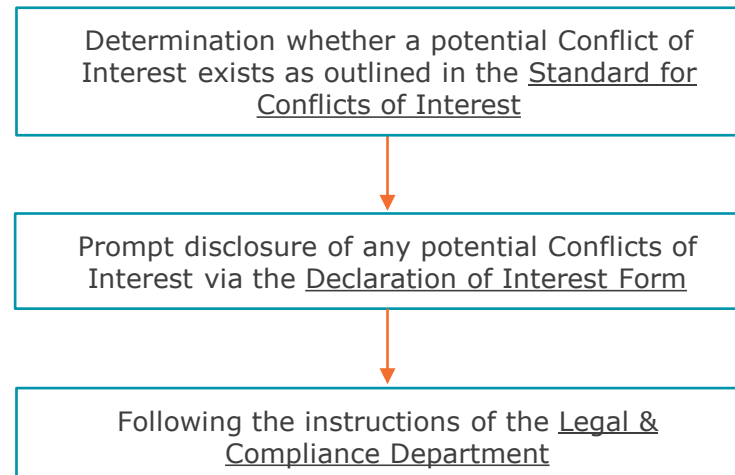 Determination whether a potential Conflict of
Interest exists as outlined in the Standard for
Conflicts of Interest
Prompt disclosure of any potential Conflicts of
Interest via the Declaration of Interest Form
Following the instructions of the Legal &
Compliance Department